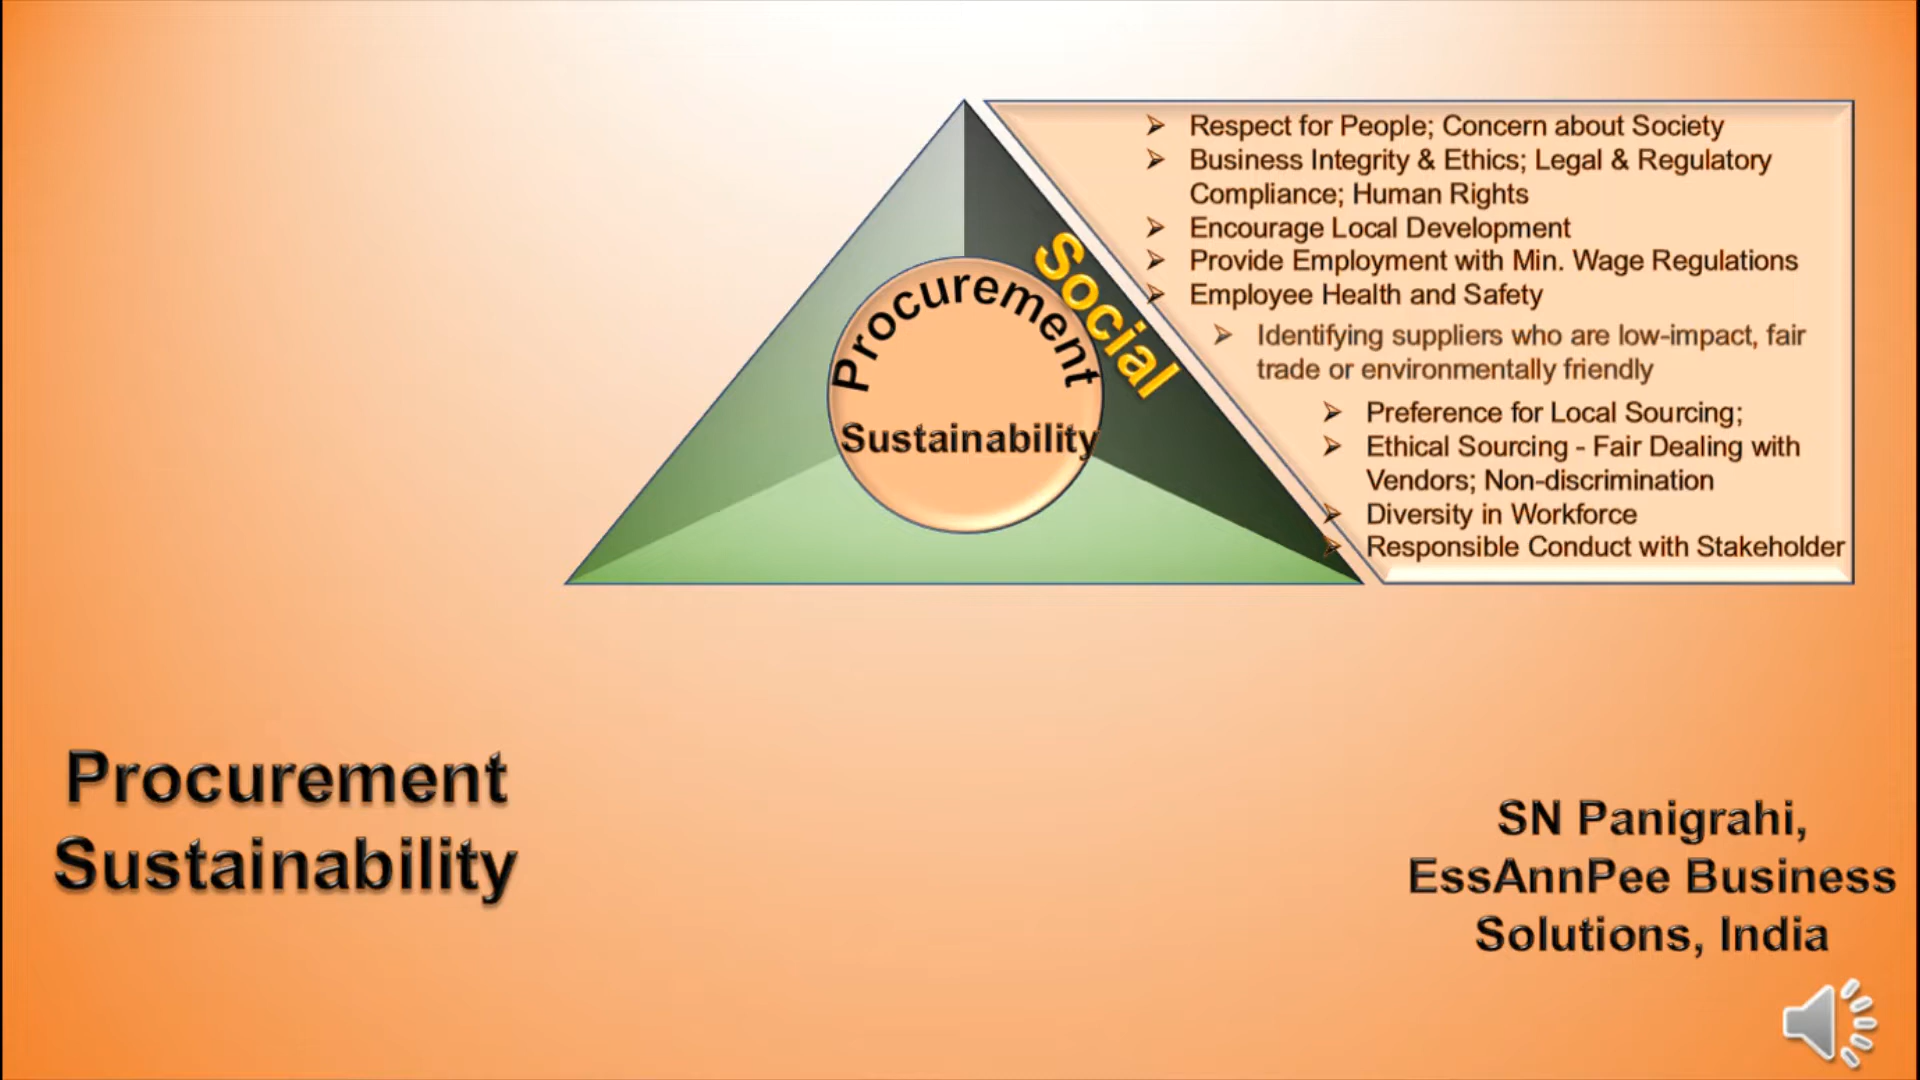 Respect for People; Concern about Society
Business Integrity & Ethics; Legal & Regulatory
Compliance; Human Rights
Encourage Local Development
Provide Employment with Min. Wage Regulations
Employee Health and Safety
Identifying suppliers who are low-impact, fair
trade or environmentally friendly
Preference for Local Sourcing;
Ethical Sourcing - Fair Dealing with
Vendors; Non-discrimination
Diversity in Workforce
Responsible Conduct with Stakeholder
Social
Procurement
Sustainability
Procurement
Sustainability
SN Panigrahi,
EssAnnPee Business
Solutions, India